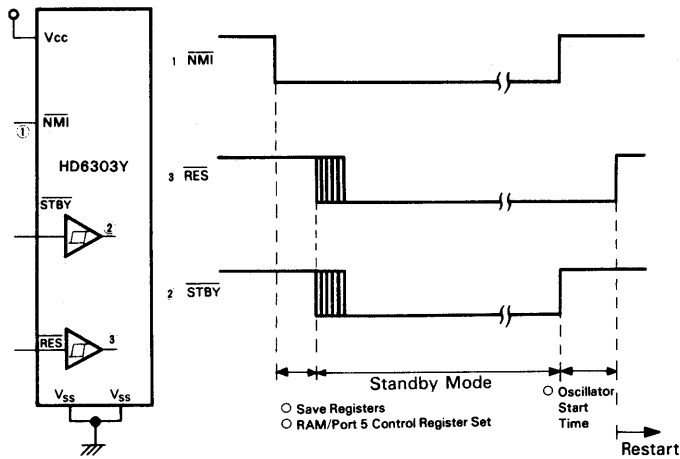 Vcc
① NMI
HD6303Y
STBY
2
RES
3
Vss Vss
1 NMI
3 RES
2 STBY
Standby Mode
○ Save Registers
○ RAM/Port 5 Control Register Set
○ Oscillator
Start
Time
Restart